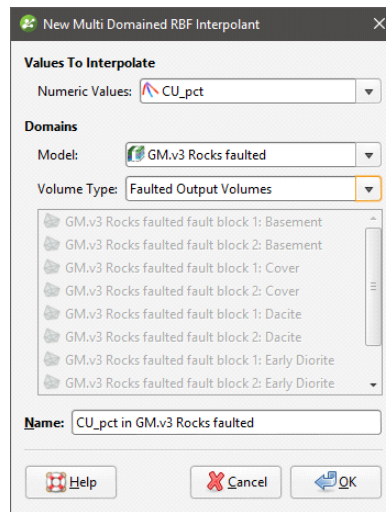 New Multi Domained RBF Interpolant
Values To Interpolate
Numeric Values: CU_pct
Domains
Model: GM.v3 Rocks faulted
Volume Type: Faulted Output Volumes
GM.v3 Rocks faulted fault block 1: Basement
GM.v3 Rocks faulted fault block 2: Basement
GM.v3 Rocks faulted fault block 1: Cover
GM.v3 Rocks faulted fault block 2: Cover
GM.v3 Rocks faulted fault block 1: Dacite
GM.v3 Rocks faulted fault block 2: Dacite
GM.v3 Rocks faulted fault block 1: Early Diorite
GM.v3 Rocks faulted fault block 2: Early Diorite
Name: CU_pct in GM.v3 Rocks faulted
Help Cancel OK